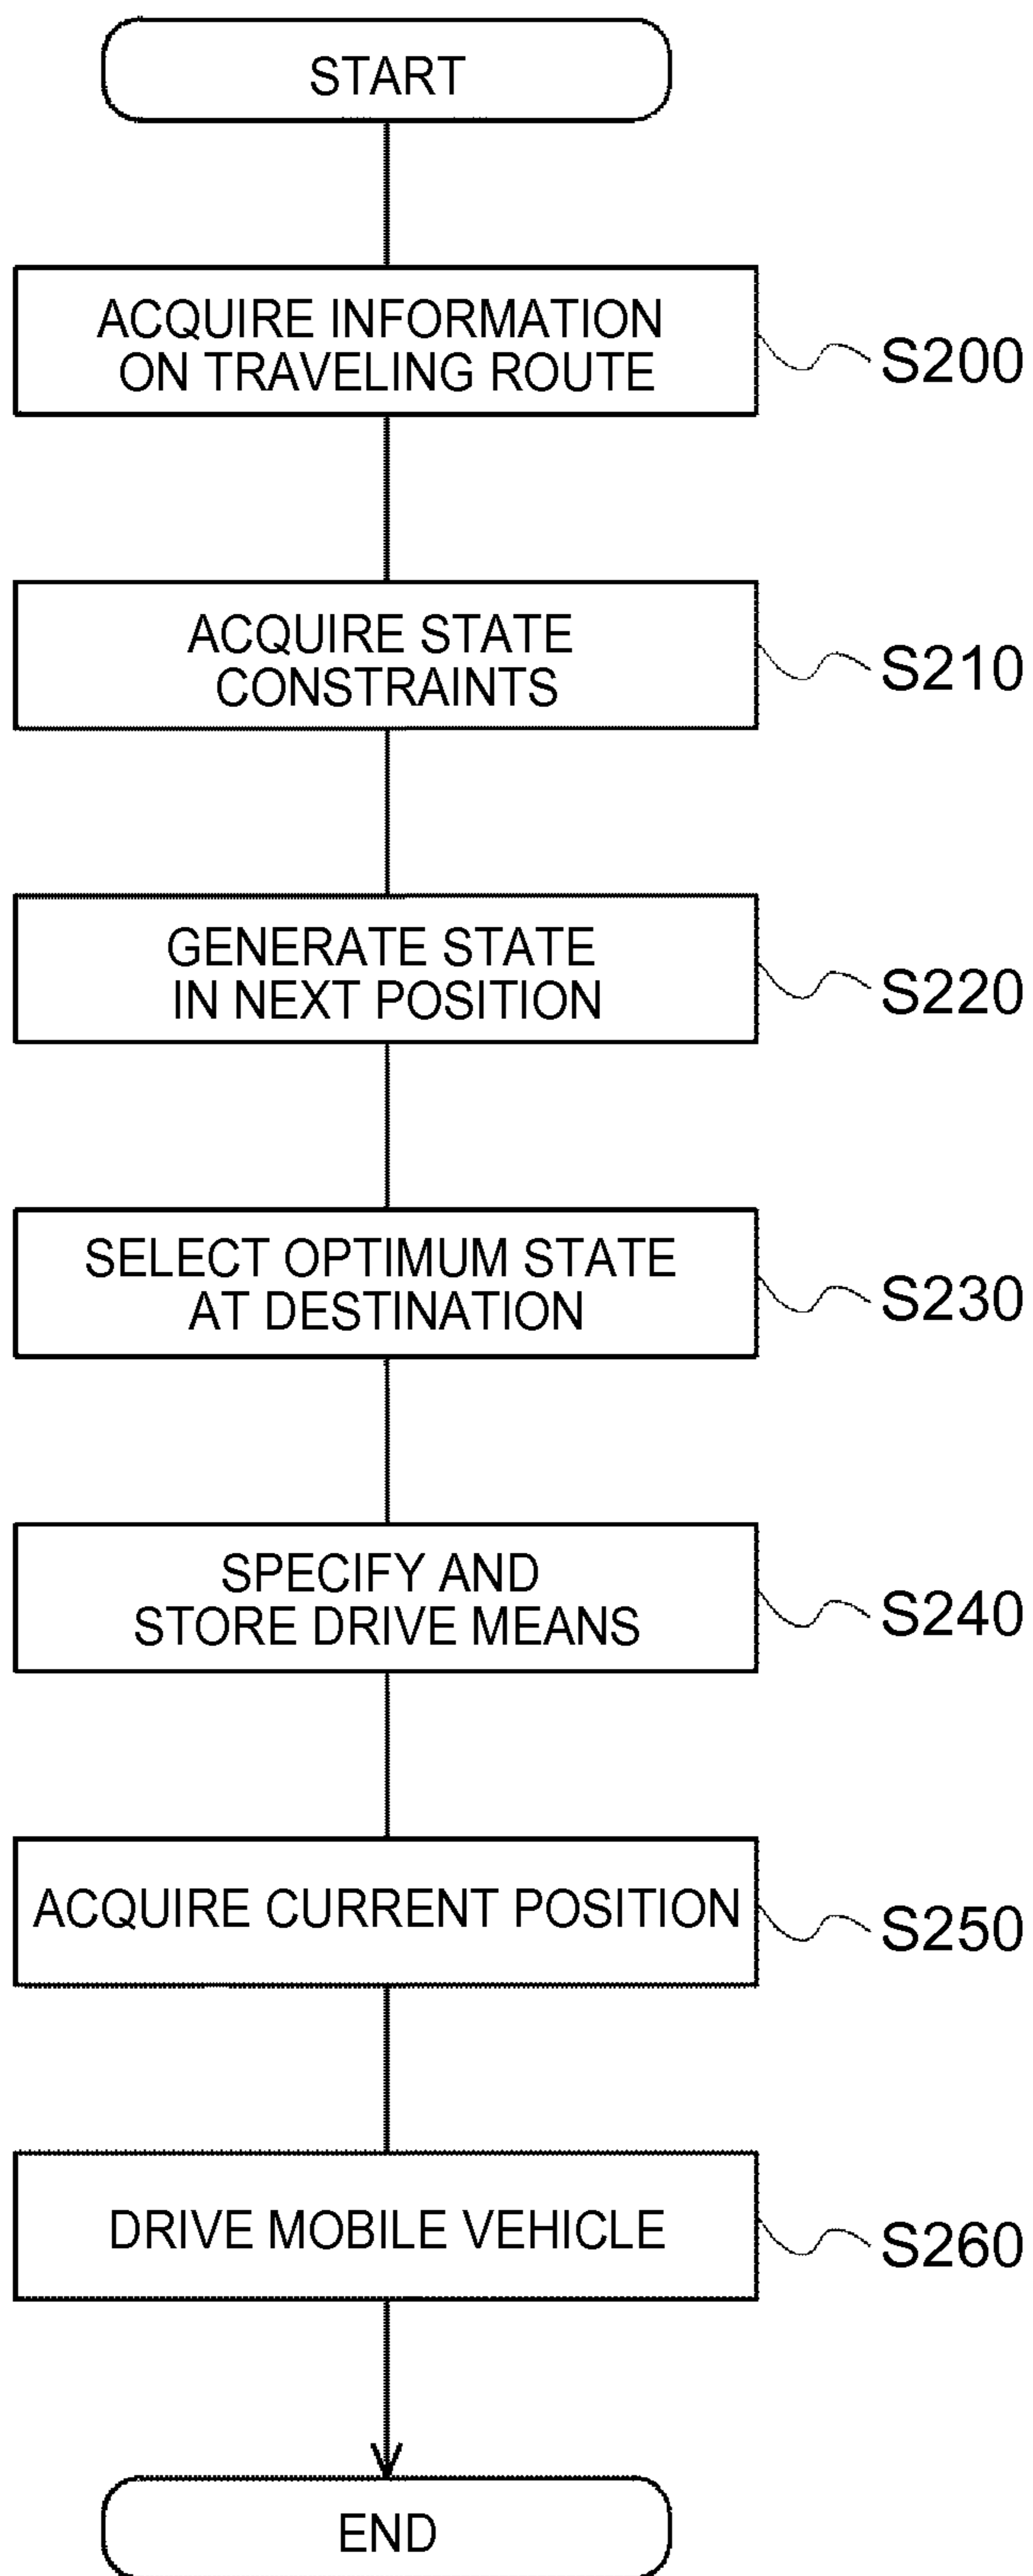 START
ACQUIRE INFORMATION
ON TRAVELING ROUTE
S200
ACQUIRE STATE
CONSTRAINTS
S210
GENERATE STATE
IN NEXT POSITION
S220
SELECT OPTIMUM STATE
AT DESTINATION
S230
SPECIFY AND
STORE DRIVE MEANS
S240
ACQUIRE CURRENT POSITION
S250
DRIVE MOBILE VEHICLE
S260
END